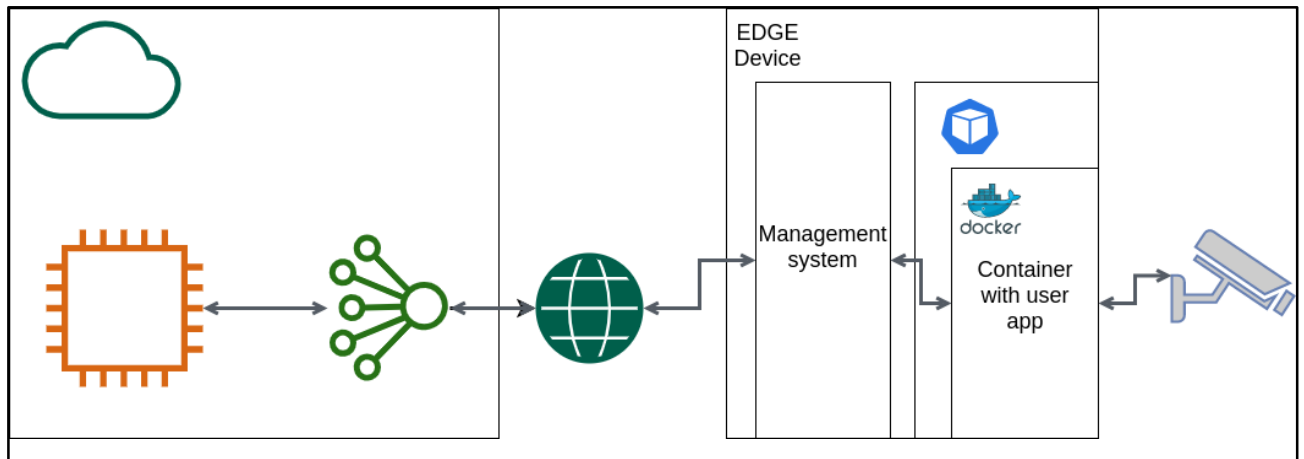 EDGE
Device
Management
system
docker
Container
with user
app